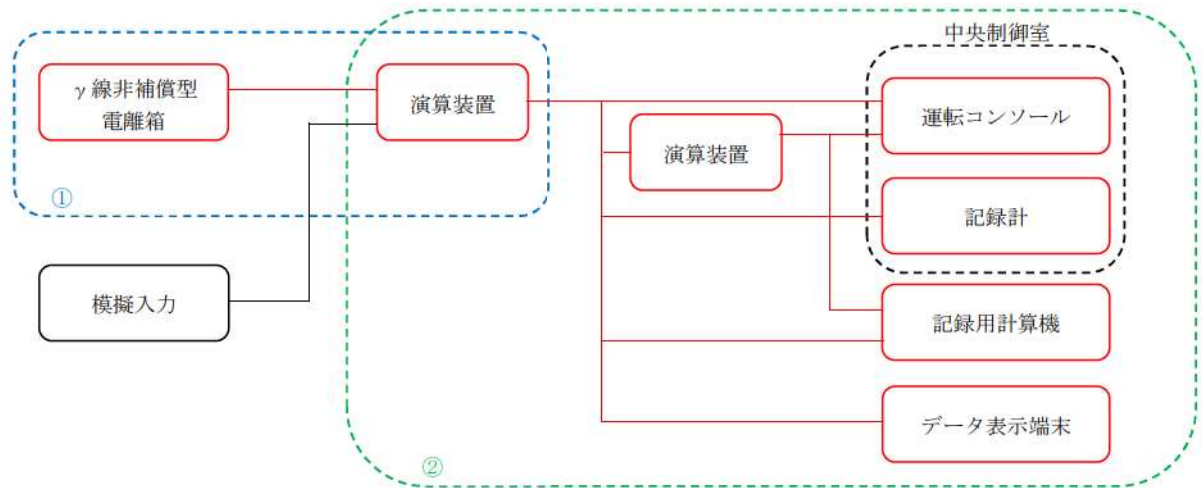 中央制御室
γ線非補償型
電離箱
演算装置
運転コンソール
演算装置
①
記録計
模擬入力
記録用計算機
データ表示端末
②